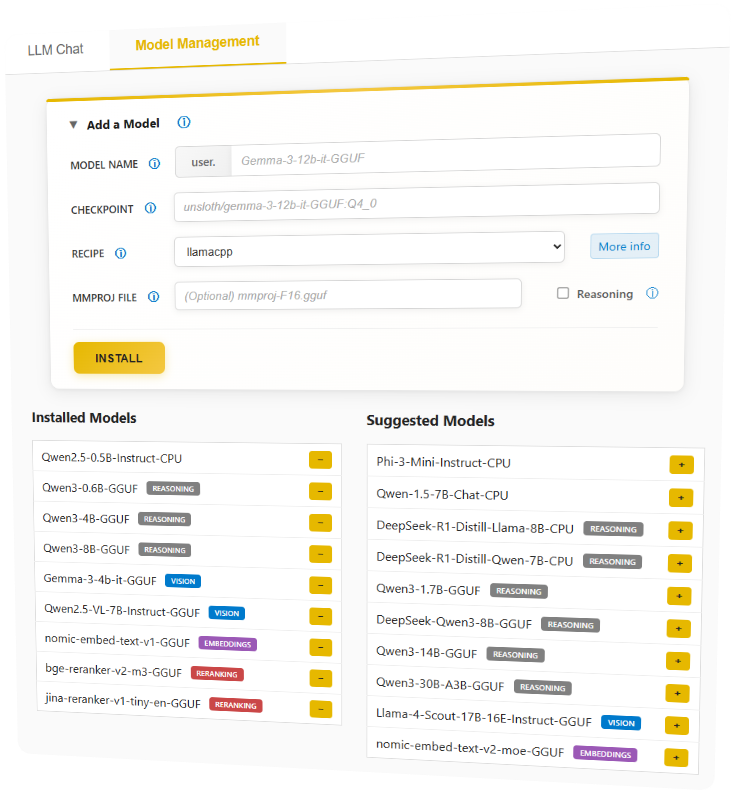 LLM Chat
Model Management
▼ Add a Model ⓘ
MODEL NAME ⓘ user. Gemma-3-12b-it-GGUF
CHECKPOINT ⓘ unsloth/gemma-3-12b-it-GGUF:Q4_0
RECIPE ⓘ llamacpp More info
MMPROJ FILE ⓘ (Optional) mmproj-F16.gguf Reasoning ⓘ
INSTALL
Installed Models
Qwen2.5-0.5B-Instruct-CPU −
Qwen3-0.6B-GGUF REASONING −
Qwen3-4B-GGUF REASONING −
Qwen3-8B-GGUF REASONING −
Gemma-3-4b-it-GGUF VISION −
Qwen2.5-VL-7B-Instruct-GGUF VISION −
nomic-embed-text-v1-GGUF EMBEDDINGS −
bge-reranker-v2-m3-GGUF RERANKING −
jina-reranker-v1-tiny-en-GGUF RERANKING −
Suggested Models
Phi-3-Mini-Instruct-CPU +
Qwen-1.5-7B-Chat-CPU +
DeepSeek-R1-Distill-Llama-8B-CPU REASONING +
DeepSeek-R1-Distill-Qwen-7B-CPU REASONING +
Qwen3-1.7B-GGUF REASONING +
DeepSeek-Qwen3-8B-GGUF REASONING +
Qwen3-14B-GGUF REASONING +
Qwen3-30B-A3B-GGUF REASONING +
Llama-4-Scout-17B-16E-Instruct-GGUF VISION +
nomic-embed-text-v2-moe-GGUF EMBEDDINGS +